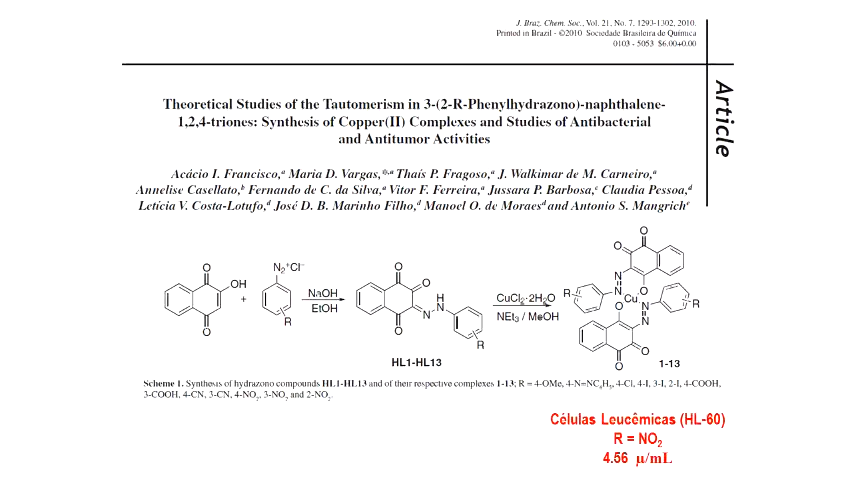 J. Braz. Chem. Soc., Vol. 21, No. 7, 1293-1302, 2010.
Printed in Brazil - ©2010 Sociedade Brasileira de Química
0103 - 5053 $6.00+0.00
Article
Theoretical Studies of the Tautomerism in 3-(2-R-Phenylhydrazono)-naphthalene-
1,2,4-triones: Synthesis of Copper(II) Complexes and Studies of Antibacterial
and Antitumor Activities
Acácio I. Francisco,ᵃ Maria D. Vargas,*,ᵃ Thaís P. Fragoso,ᵃ J. Walkimar de M. Carneiro,ᵃ
Annelise Casellato,ᵇ Fernando de C. da Silva,ᵃ Vitor F. Ferreira,ᵃ Jussara P. Barbosa,ᶜ Claudia Pessoa,ᵈ
Letícia V. Costa-Lotufo,ᵈ José D. B. Marinho Filho,ᵈ Manoel O. de Moraesᵈ and Antonio S. Mangrichᵉ
O
OH
O
+
N₂⁺Cl⁻
R
NaOH
EtOH
O
O
O
N
H
N
R
HL1-HL13
CuCl₂·2H₂O
NEt₃ / MeOH
O
O
R
N
N
O
Cu
O
N
N
R
O
O
1-13
Scheme 1. Synthesis of hydrazono compounds HL1-HL13 and of their respective complexes 1-13; R = 4-OMe, 4-N=NC₆H₅, 4-Cl, 4-I, 3-I, 2-I, 4-COOH,
3-COOH, 4-CN, 3-CN, 4-NO₂, 3-NO₂ and 2-NO₂.
Células Leucêmicas (HL-60)
R = NO₂
4.56 µ/mL